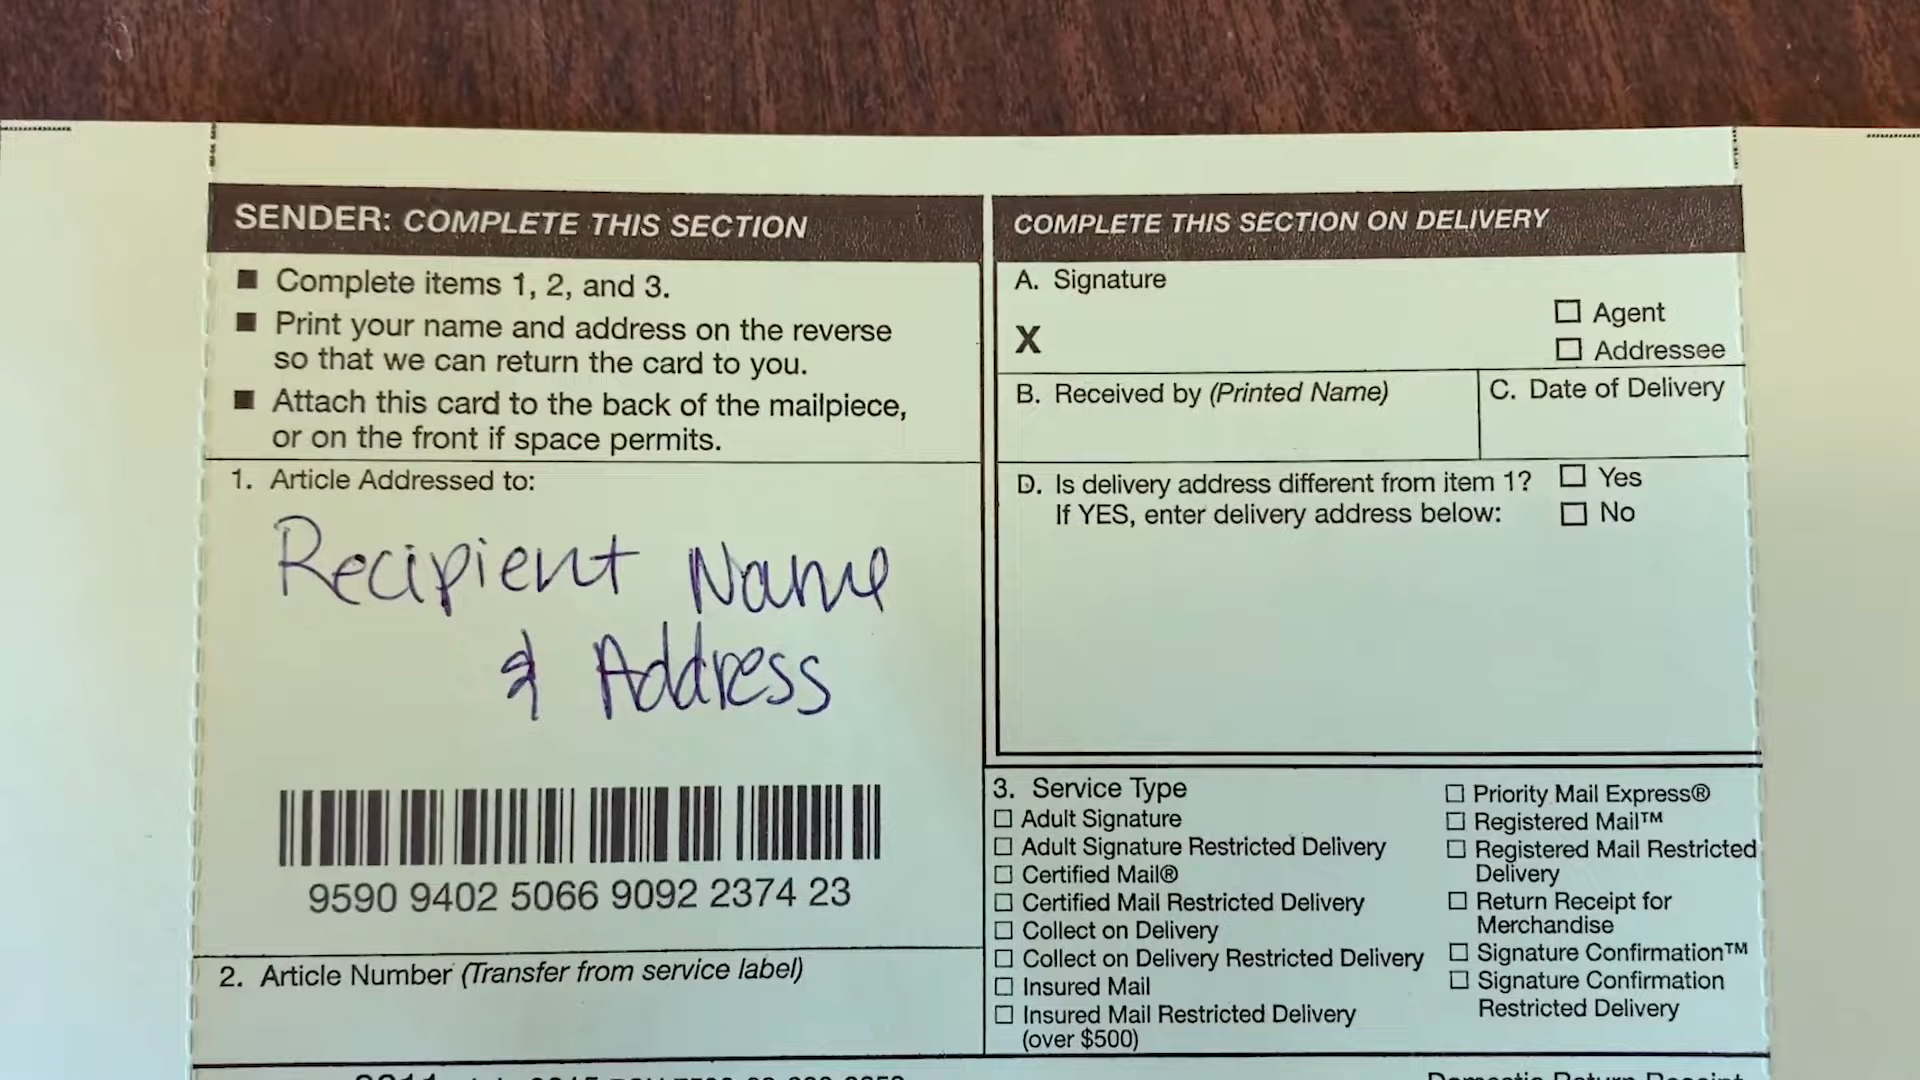 SENDER: COMPLETE THIS SECTION
■ Complete items 1, 2, and 3.
■ Print your name and address on the reverse
so that we can return the card to you.
■ Attach this card to the back of the mailpiece,
or on the front if space permits.
1. Article Addressed to:
Recipient Name
& Address
9590 9402 5066 9092 2374 23
2. Article Number (Transfer from service label)
COMPLETE THIS SECTION ON DELIVERY
A. Signature
X
☐ Agent
☐ Addressee
B. Received by (Printed Name)
C. Date of Delivery
D. Is delivery address different from item 1? ☐ Yes
If YES, enter delivery address below: ☐ No
3. Service Type
☐ Adult Signature
☐ Adult Signature Restricted Delivery
☐ Certified Mail®
☐ Certified Mail Restricted Delivery
☐ Collect on Delivery
☐ Collect on Delivery Restricted Delivery
☐ Insured Mail
☐ Insured Mail Restricted Delivery
(over $500)
☐ Priority Mail Express®
☐ Registered Mail™
☐ Registered Mail Restricted
Delivery
☐ Return Receipt for
Merchandise
☐ Signature Confirmation™
☐ Signature Confirmation
Restricted Delivery
Domestic Return Receipt